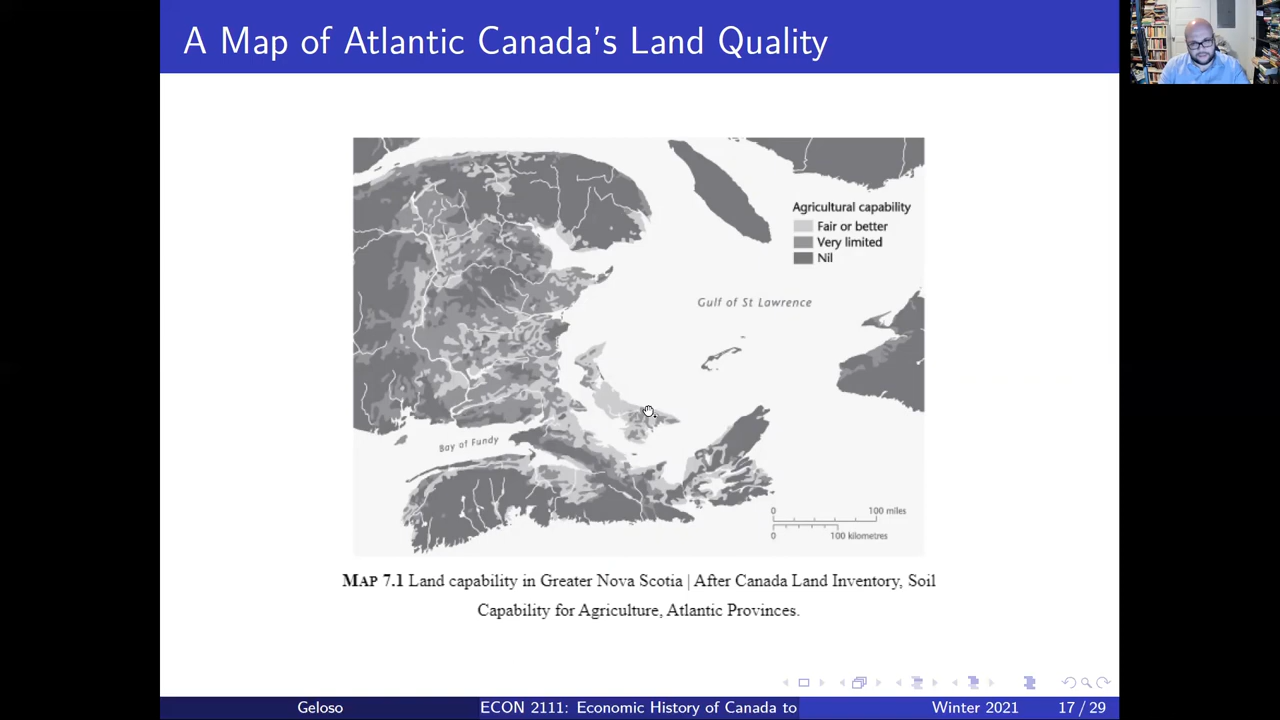 A Map of Atlantic Canada's Land Quality
Agricultural capability
Fair or better
Very limited
Nil
Gulf of St Lawrence
Bay of Fundy
0 100 miles
0 100 kilometres
MAP 7.1 Land capability in Greater Nova Scotia | After Canada Land Inventory, Soil
Capability for Agriculture, Atlantic Provinces.
Geloso ECON 2111: Economic History of Canada to Winter 2021 17 / 29